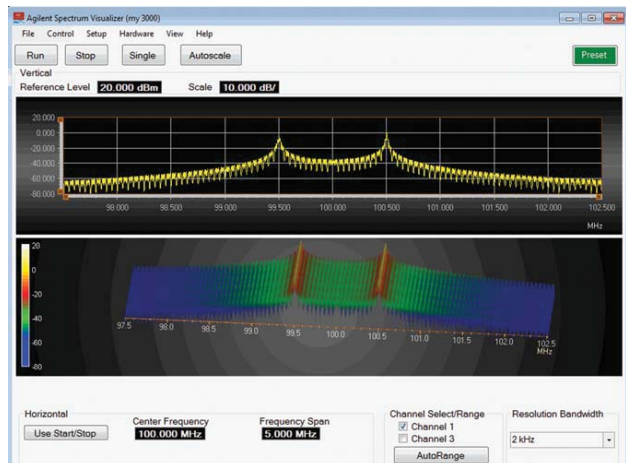 Agilent Spectrum Visualizer (my 3000)
File Control Setup Hardware View Help
Run Stop Single Autoscale Preset
Vertical
Reference Level 20.000 dBm Scale 10.000 dB/
20.000
0.000
-20.000
-40.000
-60.000
-80.000
98.000 98.500 99.000 99.500 100.000 100.500 101.000 101.500 102.000 102.500
MHz
20
0
-20
-40
-60
-80
97.5 98.0 98.5 99.0 99.5 100.0 100.5 101.0 101.5 102.0 102.5
MHz
Horizontal
Use Start/Stop
Center Frequency
100.000 MHz
Frequency Span
5.000 MHz
Channel Select/Range
Channel 1
Channel 3
AutoRange
Resolution Bandwidth
2 kHz